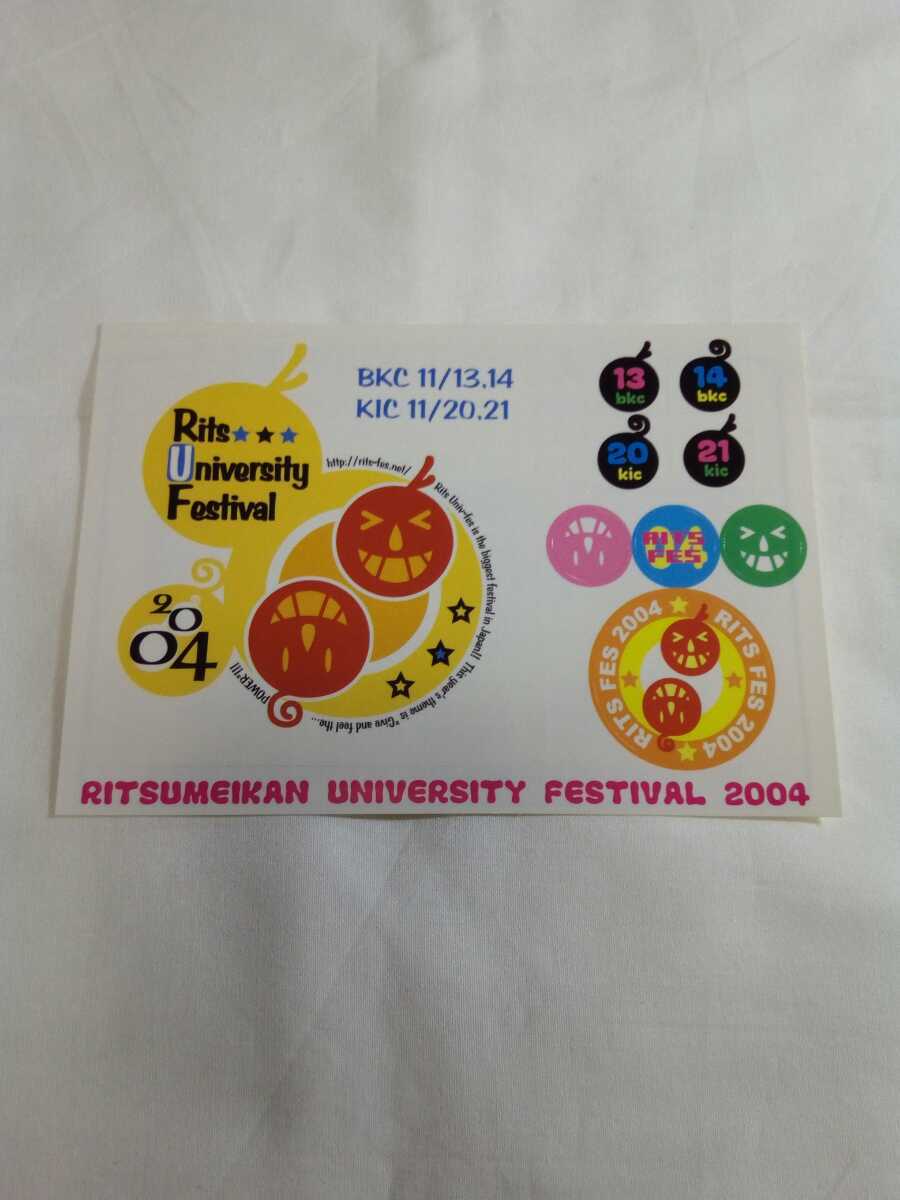 Rits
University
Festival
2004
http://rits-fes.net/
Rits Univ-fes is the biggest festival in Japan!! This year's theme is "Give and feel the...
POWER"!!!
BKC 11/13.14
KIC 11/20.21
13
bkc
14
bkc
20
kic
21
kic
RITS
FES
RITS FES 2004
RITS FES 2004
RITSUMEIKAN UNIVERSITY FESTIVAL 2004